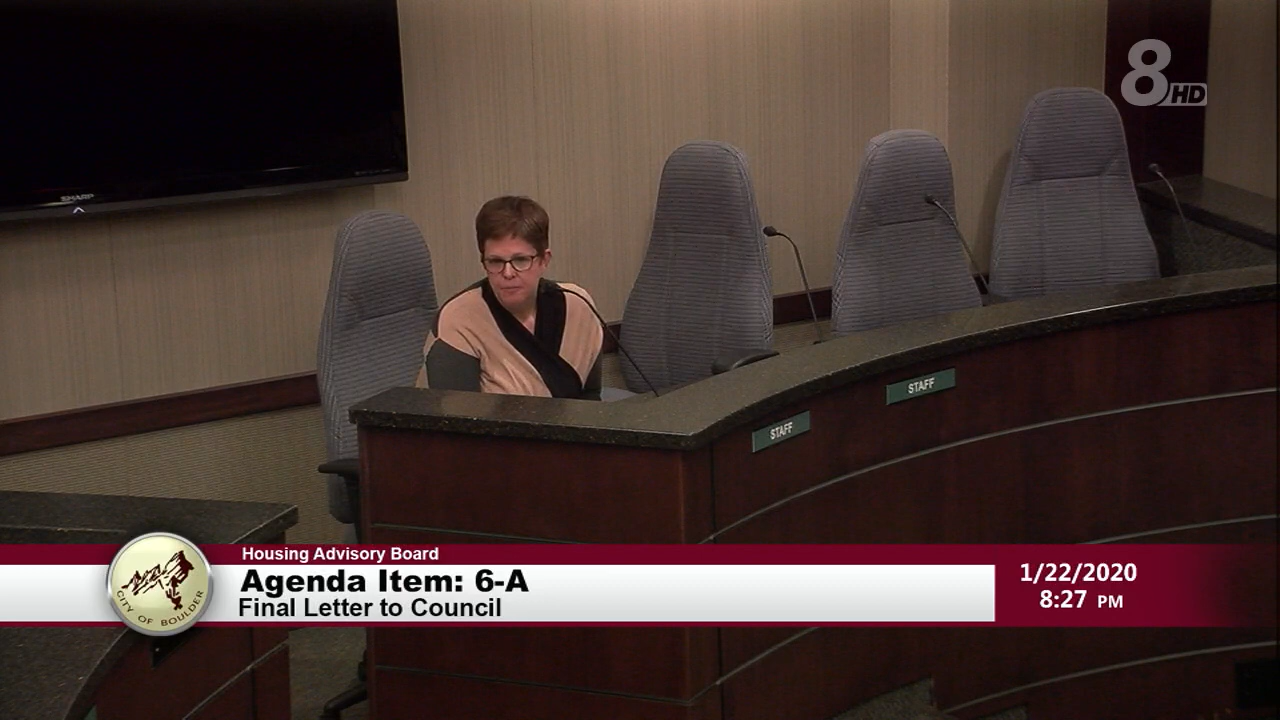 8HD
SHARP
STAFF
STAFF
Housing Advisory Board
Agenda Item: 6-A
Final Letter to Council
CITY OF BOULDER
1/22/2020
8:27 PM